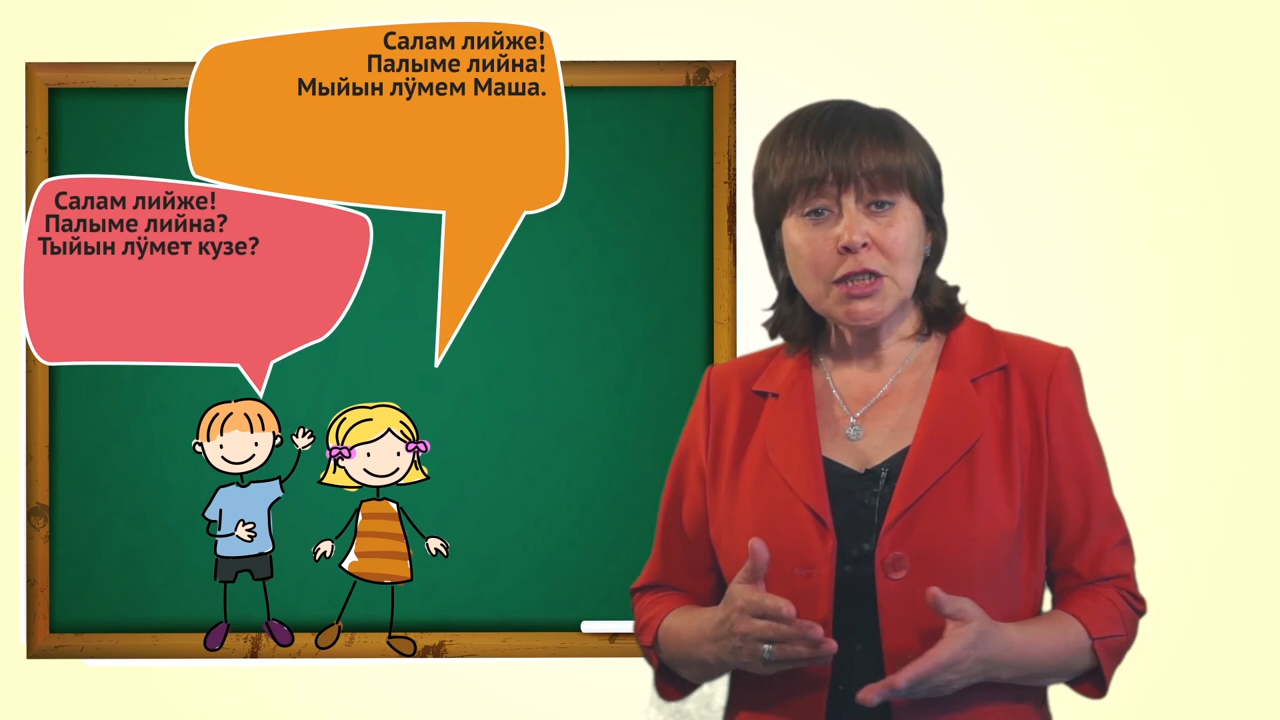 Салам лийже!
Палыме лийна?
Тыйын лӱмет кузе?
Салам лийже!
Палыме лийна!
Мыйын лӱмем Маша.